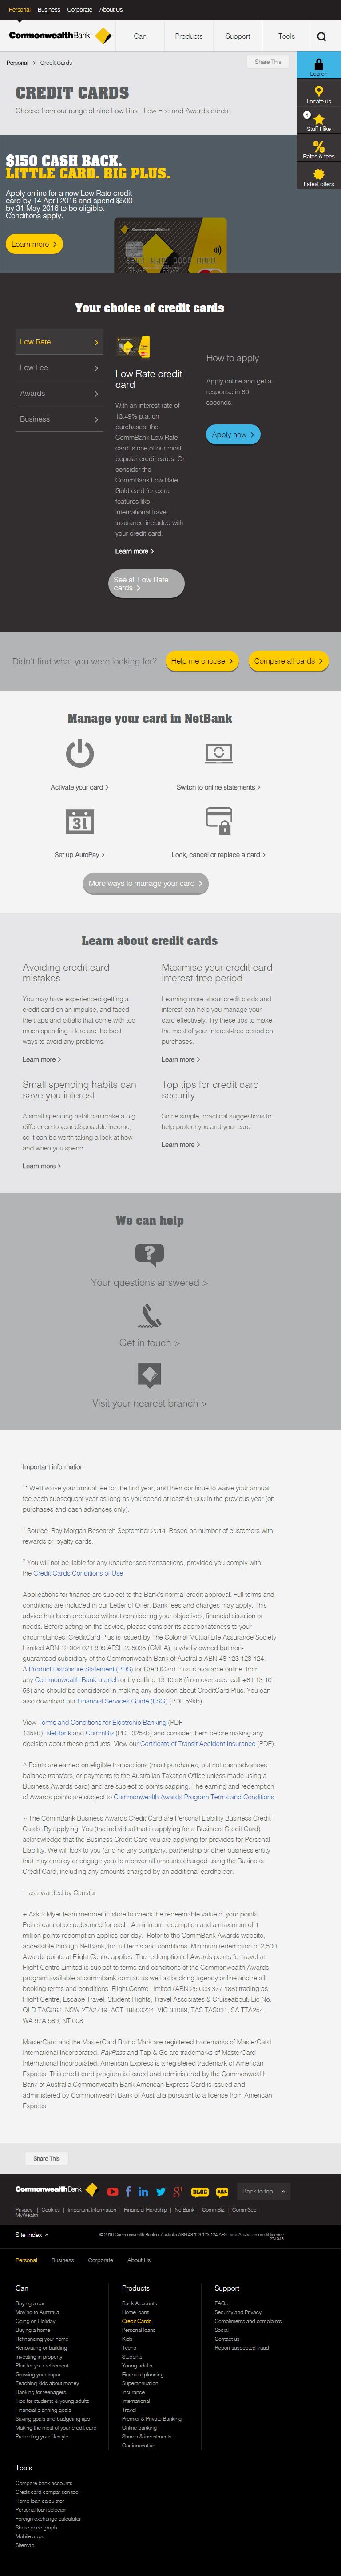 Personal Business Corporate About Us
CommonwealthBank Can Products Support Tools
Personal > Credit Cards Share This
Log on
Locate us
Stuff I like
Rates & fees
Latest offers
CREDIT CARDS
Choose from our range of nine Low Rate, Low Fee and Awards cards.
$150 CASH BACK.
LITTLE CARD. BIG PLUS.
Apply online for a new Low Rate credit
card by 14 April 2016 and spend $500
by 31 May 2016 to be eligible.
Conditions apply.
Learn more
CommonwealthBank
Your choice of credit cards
Low Rate
Low Fee
Awards
Business
Low Rate credit
card
With an interest rate of
13.49% p.a. on
purchases, the
CommBank Low Rate
card is one of our most
popular credit cards. Or
consider the
CommBank Low Rate
Gold card for extra
features like
international travel
insurance included with
your credit card.
Learn more
See all Low Rate
cards
How to apply
Apply online and get a
response in 60
seconds.
Apply now
Didn't find what you were looking for? Help me choose Compare all cards
Manage your card in NetBank
Activate your card Switch to online statements
31
Set up AutoPay Lock, cancel or replace a card
More ways to manage your card
Learn about credit cards
Avoiding credit card
mistakes
You may have experienced getting a
credit card on an impulse, and faced
the traps and pitfalls that come with too
much spending. Here are the best
ways to avoid any problems.
Learn more
Maximise your credit card
interest-free period
Learning more about credit cards and
interest can help you manage your
card effectively. Try these tips to make
the most of your interest-free period on
purchases.
Learn more
Small spending habits can
save you interest
A small spending habit can make a big
difference to your disposable income,
so it can be worth taking a look at how
and when you spend.
Learn more
Top tips for credit card
security
Some simple, practical suggestions to
help protect you and your card.
Learn more
We can help
Your questions answered >
Get in touch >
Visit your nearest branch >
Important information
** We'll waive your annual fee for the first year, and then continue to waive your annual
fee each subsequent year as long as you spend at least $1,000 in the previous year (on
purchases and cash advances only).
1 Source: Roy Morgan Research September 2014. Based on number of customers with
rewards or loyalty cards.
2 You will not be liable for any unauthorised transactions, provided you comply with
the Credit Cards Conditions of Use
Applications for finance are subject to the Bank's normal credit approval. Full terms and
conditions are included in our Letter of Offer. Bank fees and charges may apply. This
advice has been prepared without considering your objectives, financial situation or
needs. Before acting on the advice, please consider its appropriateness to your
circumstances. CreditCard Plus is issued by The Colonial Mutual Life Assurance Society
Limited ABN 12 004 021 809 AFSL 235035 (CMLA), a wholly owned but non-
guaranteed subsidiary of the Commonwealth Bank of Australia ABN 48 123 123 124.
A Product Disclosure Statement (PDS) for CreditCard Plus is available online, from
any Commonwealth Bank branch or by calling 13 10 56 (from overseas, call +61 13 10
56) and should be considered in making any decision about CreditCard Plus. You can
also download our Financial Services Guide (FSG) (PDF 59kb).
View Terms and Conditions for Electronic Banking (PDF
135kb), NetBank and CommBiz (PDF 325kb) and consider them before making any
decision about these products. View our Certificate of Transit Accident Insurance (PDF).
^ Points are earned on eligible transactions (most purchases, but not cash advances,
balance transfers, or payments to the Australian Taxation Office unless made using a
Business Awards card) and are subject to points capping. The earning and redemption
of Awards points are subject to Commonwealth Awards Program Terms and Conditions.
~ The CommBank Business Awards Credit Card are Personal Liability Business Credit
Cards. By applying, You (the individual that is applying for a Business Credit Card)
acknowledge that the Business Credit Card you are applying for provides for Personal
Liability. We will look to you (and no any company, partnership or other business entity
that may employ or engage you) to recover all amounts charged using the Business
Credit Card, including any amounts charged by an additional cardholder.
* as awarded by Canstar
± Ask a Myer team member in-store to check the redeemable value of your points.
Points cannot be redeemed for cash. A minimum redemption and a maximum of 1
million points redemption applies per day. Refer to the CommBank Awards website,
accessible through NetBank, for full terms and conditions. Minimum redemption of 2,500
Awards points at Flight Centre applies. The redemption of Awards points for travel at
Flight Centre Limited is subject to terms and conditions of the Commonwealth Awards
program available at commbank.com.au as well as booking agency online and retail
booking terms and conditions. Flight Centre Limited (ABN 25 003 377 188) trading as
Flight Centre, Escape Travel, Student Flights, Travel Associates & Cruiseabout. Lic No.
QLD TAG262, NSW 2TA2719, ACT 18800224, VIC 31089, TAS TAS031, SA TTA254,
WA 97A 589, NT 008.
MasterCard and the MasterCard Brand Mark are registered trademarks of MasterCard
International Incorporated. PayPass and Tap & Go are trademarks of MasterCard
International Incorporated. American Express is a registered trademark of American
Express. This credit card program is issued and administered by the Commonwealth
Bank of Australia.Commonwealth Bank American Express Card is issued and
administered by Commonwealth Bank of Australia pursuant to a license from American
Express.
Share This
CommonwealthBank BLOG Back to top
Privacy | Cookies | Important Information | Financial Hardship | NetBank | CommBiz | CommSec |
MyWealth
Site index © 2016 Commonwealth Bank of Australia ABN 48 123 123 124 AFSL and Australian credit licence
234945
Personal Business Corporate About Us
Can
Buying a car
Moving to Australia
Going on Holiday
Buying a home
Refinancing your home
Renovating or building
Investing in property
Plan for your retirement
Growing your super
Teaching kids about money
Banking for teenagers
Tips for students & young adults
Financial planning goals
Saving goals and budgeting tips
Making the most of your credit card
Protecting your lifestyle
Products
Bank Accounts
Home loans
Credit Cards
Personal loans
Kids
Teens
Students
Young adults
Financial planning
Superannuation
Insurance
International
Travel
Premier & Private Banking
Online banking
Shares & investments
Our innovation
Support
FAQs
Security and Privacy
Compliments and complaints
Social
Contact us
Report suspected fraud
Tools
Compare bank accounts
Credit card comparison tool
Home loan calculator
Personal loan selector
Foreign exchange calculator
Share price graph
Mobile apps
Sitemap